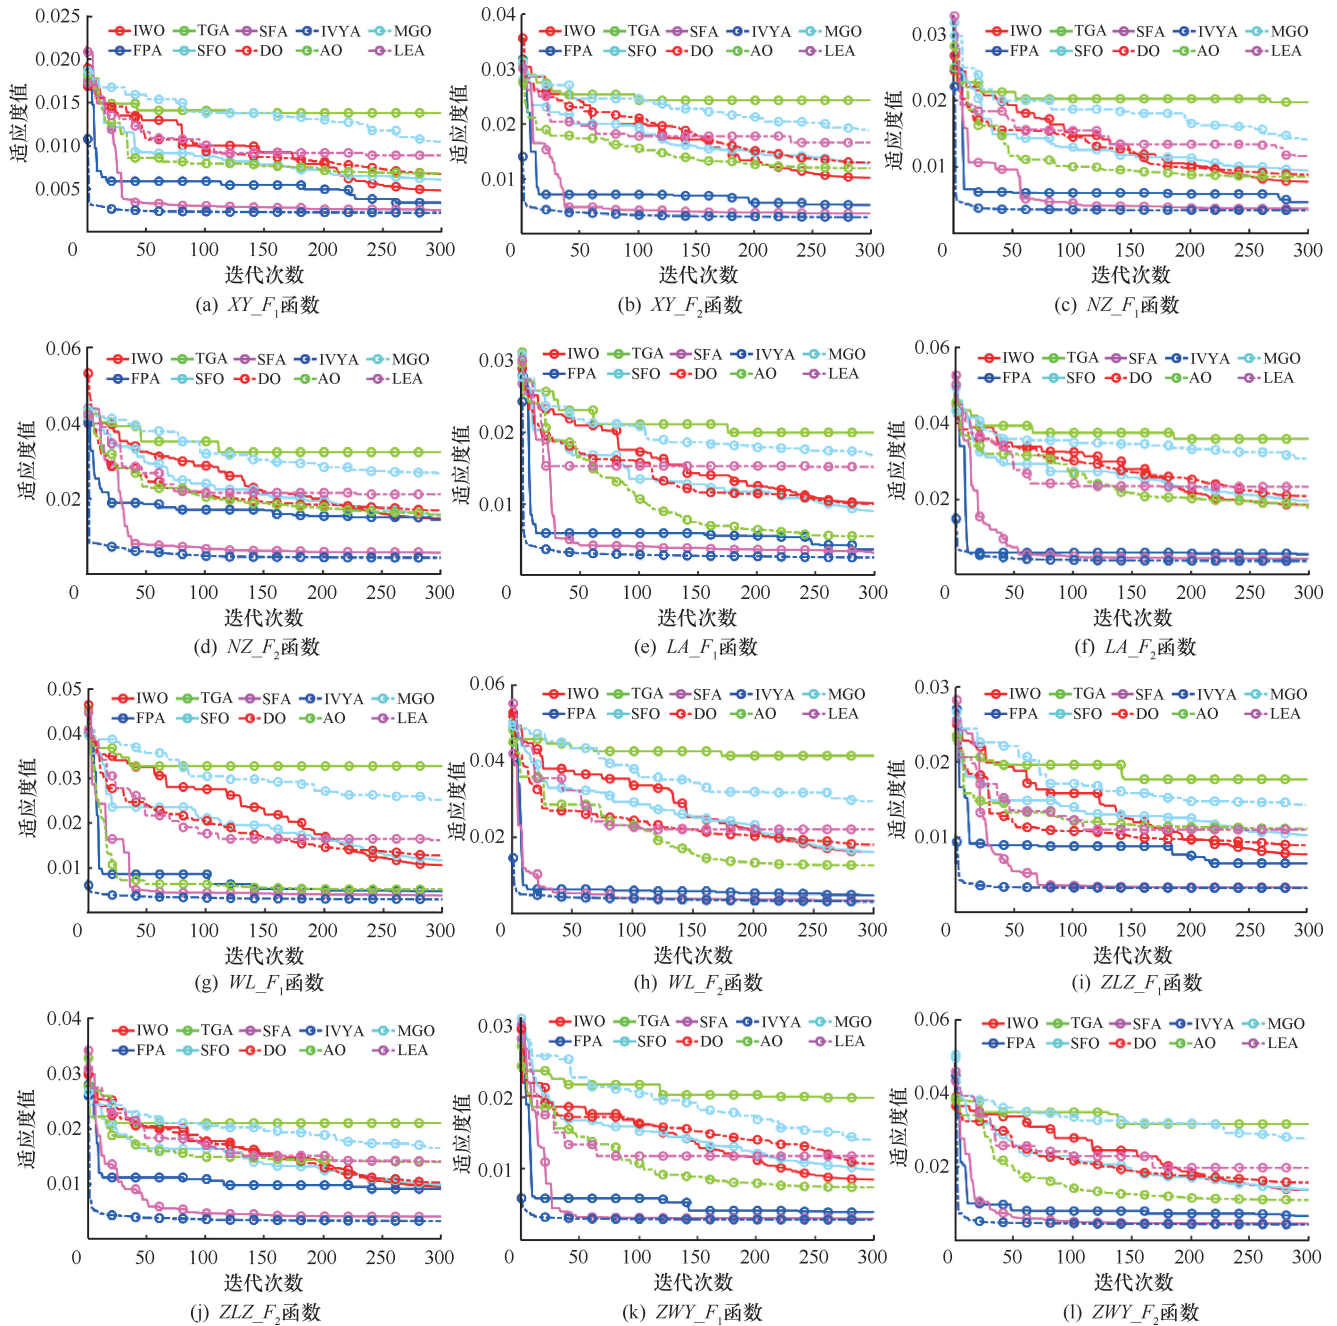 0.025
0.020
0.015
0.010
0.005
IWO TGA SFA IVYA MGO
FPA SFO DO AO LEA
适应度值
0 50 100 150 200 250 300
迭代次数
(a) XY_F1函数
0.04
0.03
0.02
0.01
IWO TGA SFA IVYA MGO
FPA SFO DO AO LEA
适应度值
0 50 100 150 200 250 300
迭代次数
(b) XY_F2函数
0.03
0.02
0.01
IWO TGA SFA IVYA MGO
FPA SFO DO AO LEA
适应度值
0 50 100 150 200 250 300
迭代次数
(c) NZ_F1函数
0.06
0.04
0.02
IWO TGA SFA IVYA MGO
FPA SFO DO AO LEA
适应度值
0 50 100 150 200 250 300
迭代次数
(d) NZ_F2函数
0.03
0.02
0.01
IWO TGA SFA IVYA MGO
FPA SFO DO AO LEA
适应度值
0 50 100 150 200 250 300
迭代次数
(e) LA_F1函数
0.06
0.04
0.02
IWO TGA SFA IVYA MGO
FPA SFO DO AO LEA
适应度值
0 50 100 150 200 250 300
迭代次数
(f) LA_F2函数
0.05
0.04
0.03
0.02
0.01
IWO TGA SFA IVYA MGO
FPA SFO DO AO LEA
适应度值
0 50 100 150 200 250 300
迭代次数
(g) WL_F1函数
0.06
0.04
0.02
IWO TGA SFA IVYA MGO
FPA SFO DO AO LEA
适应度值
50 100 150 200 250 300
迭代次数
(h) WL_F2函数
0.03
0.02
0.01
IWO TGA SFA IVYA MGO
FPA SFO DO AO LEA
适应度值
0 50 100 150 200 250 300
迭代次数
(i) ZLZ_F1函数
0.04
0.03
0.02
0.01
IWO TGA SFA IVYA MGO
FPA SFO DO AO LEA
适应度值
0 50 100 150 200 250 300
迭代次数
(j) ZLZ_F2函数
0.03
0.02
0.01
IWO TGA SFA IVYA MGO
FPA SFO DO AO LEA
适应度值
0 50 100 150 200 250 300
迭代次数
(k) ZWY_F1函数
0.06
0.04
0.02
IWO TGA SFA IVYA MGO
FPA SFO DO AO LEA
适应度值
0 50 100 150 200 250 300
迭代次数
(l) ZWY_F2函数